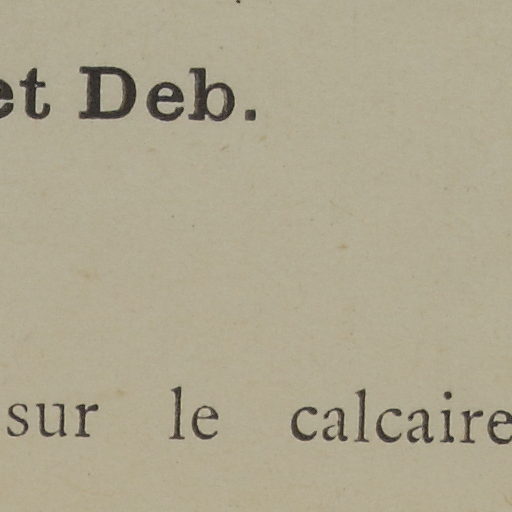 et Deb.
sur le calcaire